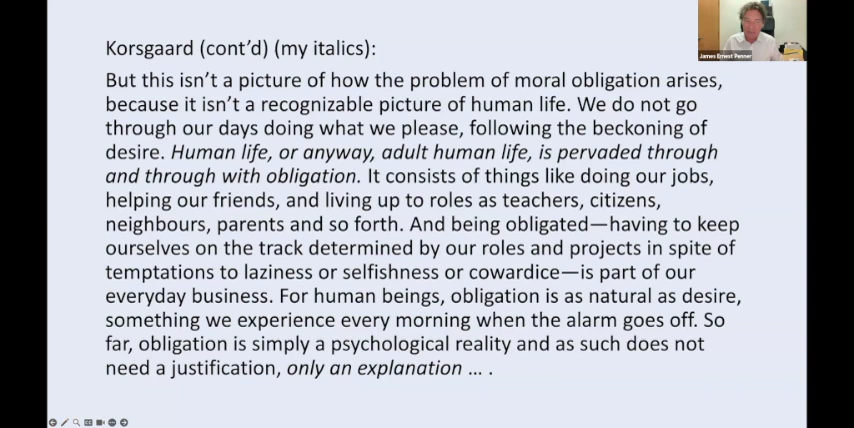 Korsgaard (cont’d) (my italics):
But this isn’t a picture of how the problem of moral obligation arises,
because it isn’t a recognizable picture of human life. We do not go
through our days doing what we please, following the beckoning of
desire. Human life, or anyway, adult human life, is pervaded through
and through with obligation. It consists of things like doing our jobs,
helping our friends, and living up to roles as teachers, citizens,
neighbours, parents and so forth. And being obligated—having to keep
ourselves on the track determined by our roles and projects in spite of
temptations to laziness or selfishness or cowardice—is part of our
everyday business. For human beings, obligation is as natural as desire,
something we experience every morning when the alarm goes off. So
far, obligation is simply a psychological reality and as such does not
need a justification, only an explanation ... .
James Ernest Penner